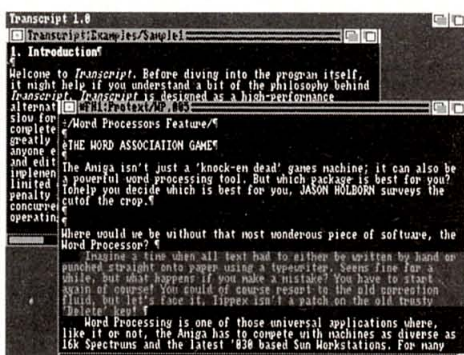 Transcript 1.0
Transcript:Examples/Sample1
1. Introduction¶
¶
Welcome to Transcript. Before diving into the program itself,
it might help if you understand a bit of the philosophy behind
Transcript. Transcript is designed as a high-performance
alternat
slow for
complete
greatly
anyone e
and edit
implemen
limited
penalty
concurre
operatin
WFH1:Protext/WP.005
÷/Word Processors Feature/¶
¶
èTHE WORD ASSOCIATION GAME¶
¶
The Amiga isn't just a 'knock-em dead' games machine; it can also be
a powerful word processing tool. But which package is best for you?
Tohelp you decide which is best for you, JASON HOLBORN surveys the
cutof the crop.¶
¶
Where would we be without that most wonderous piece of software, the
Word Processor? ¶
Imagine a time when all text had to either be written by hand or
punched straight onto paper using a typewriter. Seems fine for a
while, but what happens if you make a mistake? You have to start
again of course! You could of course resort to the old correction
fluid, but let's face it, Tippex isn't a patch on the old trusty
'Delete' key! ¶
Word Processing is one of those universal applications where,
like it or not, the Amiga has to compete with machines as diverse as
16k Spectrums and the latest '030 based Sun Workstations. For many